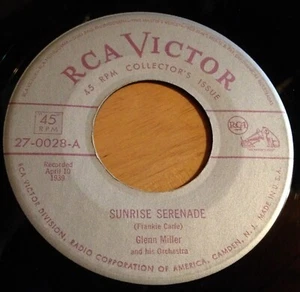 RCA VICTOR
45 RPM COLLECTOR'S ISSUE
45
RPM
27-0028-A
RCA
Recorded
April 10
1939
SUNRISE SERENADE
(Frankie Carle)
Glenn Miller
and his Orchestra
RCA VICTOR DIVISION, RADIO CORPORATION OF AMERICA, CAMDEN, N. J.
MADE IN U.S.A.